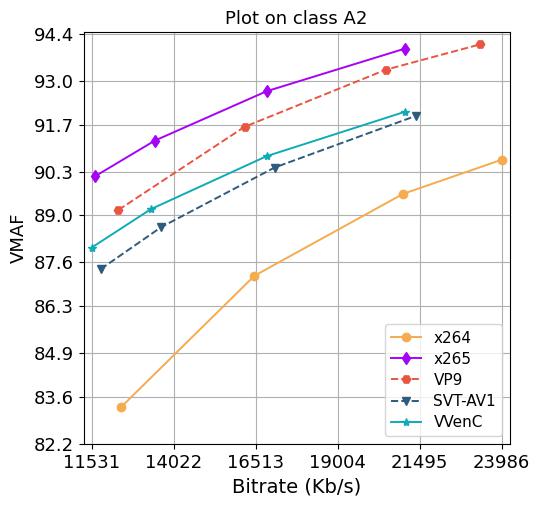 Plot on class A2
94.4
93.0
91.7
90.3
89.0
87.6
86.3
84.9
83.6
82.2
VMAF
x264
x265
VP9
SVT-AV1
VVenC
11531 14022 16513 19004 21495 23986
Bitrate (Kb/s)